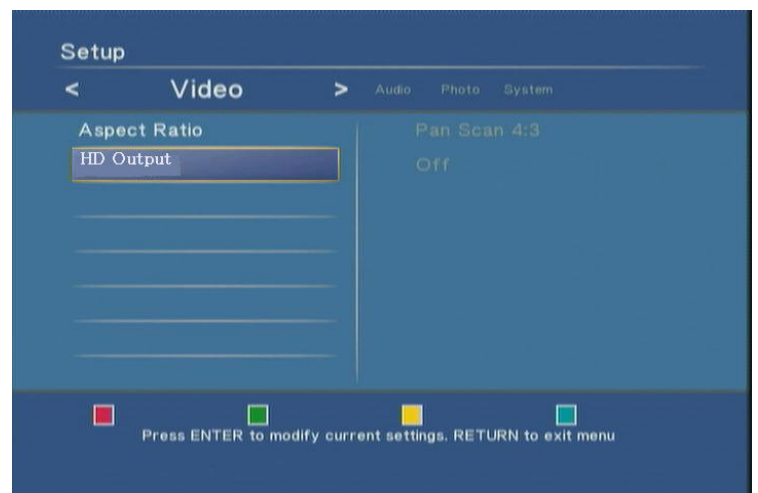 Setup
< Video > Audio Photo System
Aspect Ratio Pan Scan 4:3
HD Output Off
Press ENTER to modify current settings. RETURN to exit menu